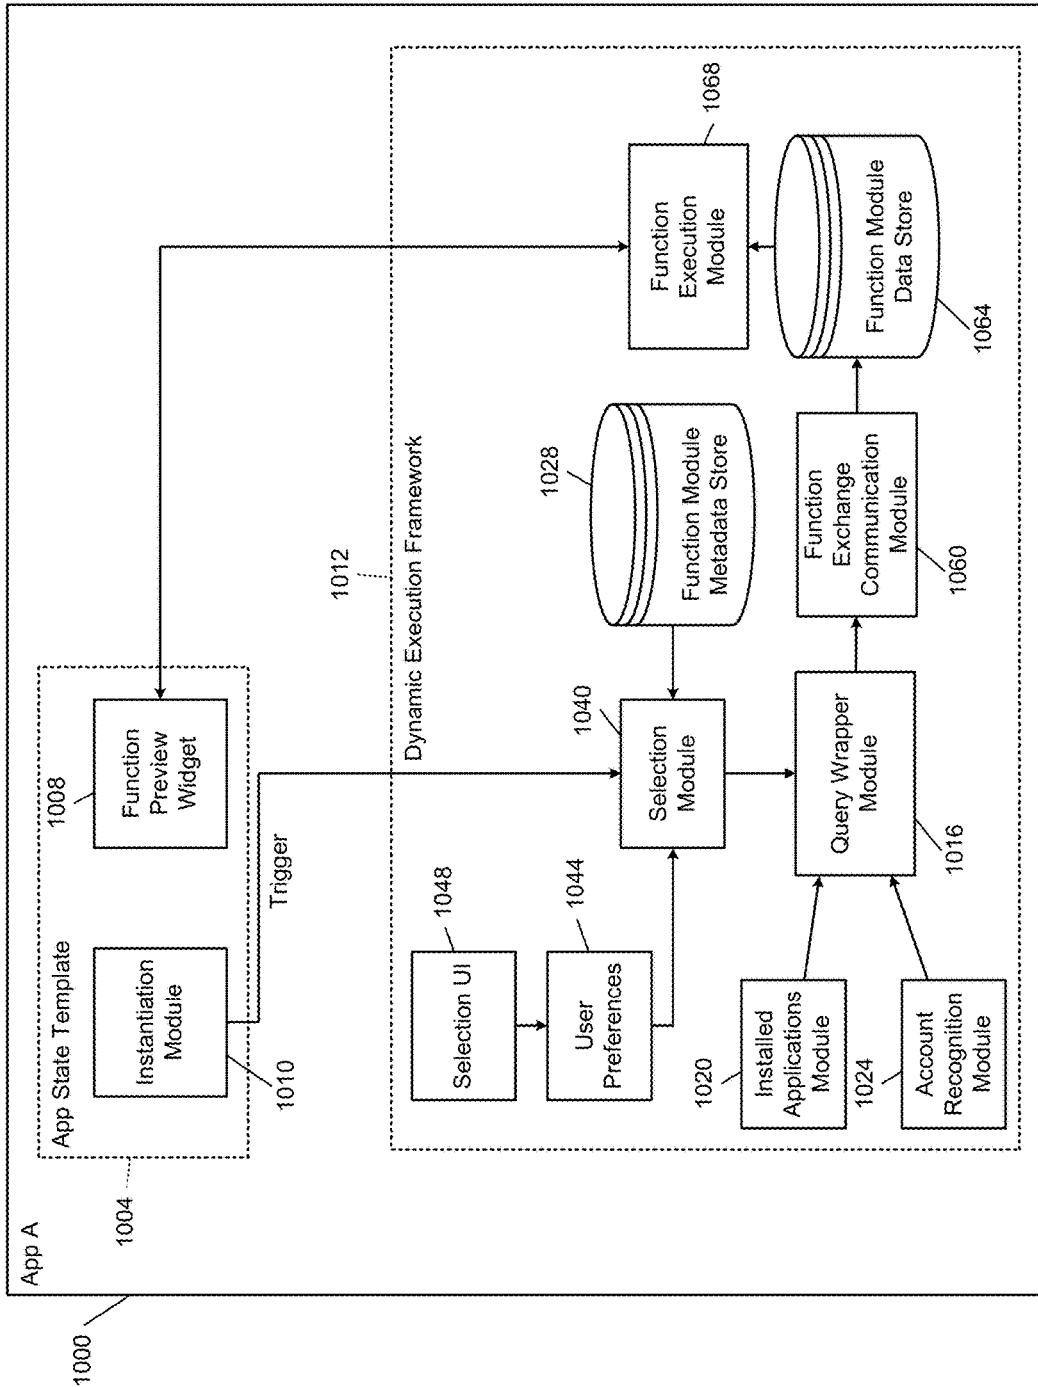 1000
App A
1004
App State Template
Instantiation
Module
1010
1008
Function
Preview
Widget
Trigger
1012
Dynamic Execution Framework
Selection UI
1048
User
Preferences
1044
1040
Selection
Module
1028
Function Module
Metadata Store
Function
Execution
Module
1068
1020
Installed
Applications
Module
1024
Account
Recognition
Module
Query Wrapper
Module
1016
Function
Exchange
Communication
Module
1060
Function Module
Data Store
1064